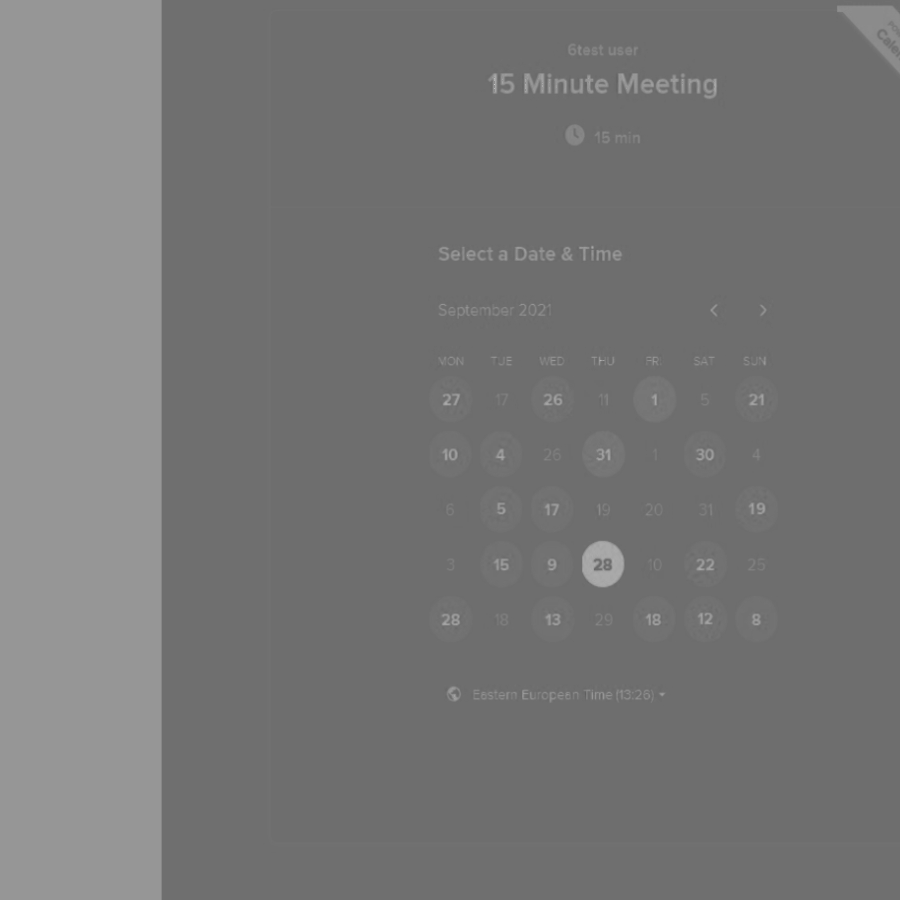 6test user
15 Minute Meeting
15 min
Select a Date & Time
September 2021
MON TUE WED THU FRI SAT SUN
27 17 26 11 1 5 21
10 4 26 31 1 30 4
6 5 17 19 20 31 19
3 15 9 28 10 22 25
28 18 13 29 18 12 8
Eastern European Time (13:26)